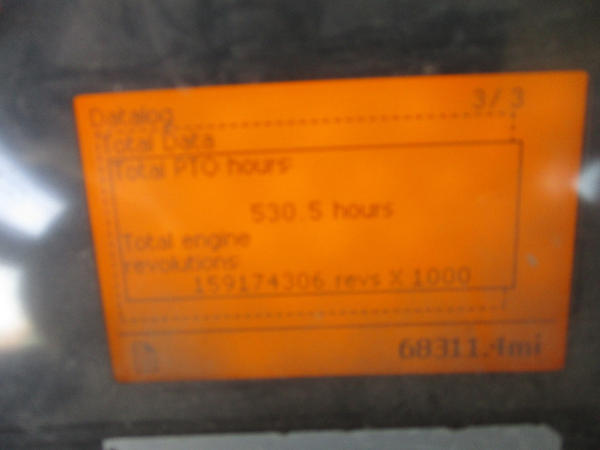 Datalog 3/3
Total Data
Total PTO hours:
530.5 hours
Total engine
revolutions:
159174306 revs X 1000
68311.4mi